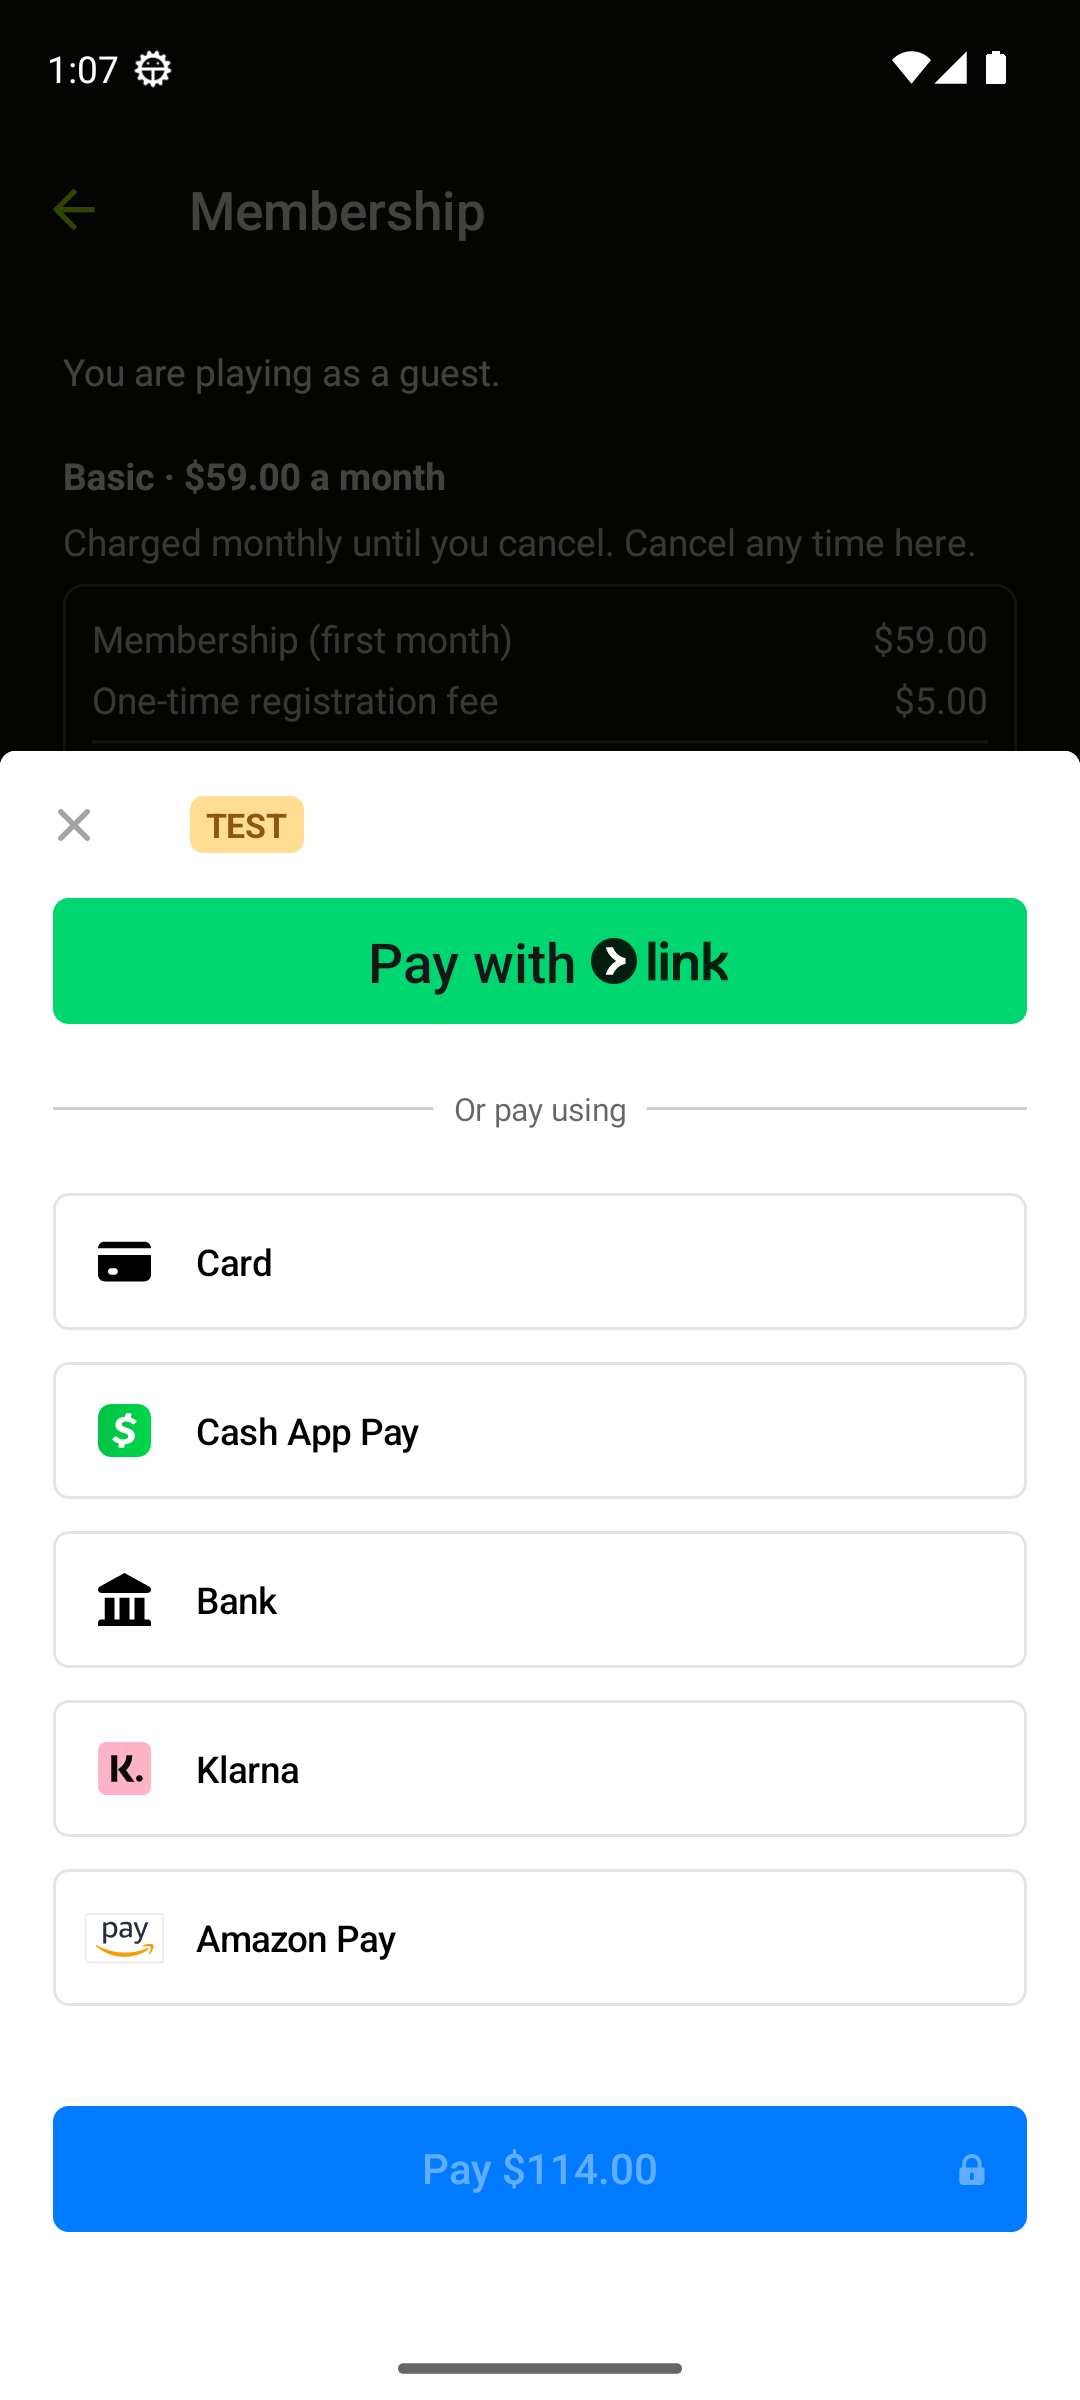 1:07
Membership
You are playing as a guest.
Basic · $59.00 a month
Charged monthly until you cancel. Cancel any time here.
Membership (first month) $59.00
One-time registration fee $5.00
TEST
Pay with link
Or pay using
Card
$ Cash App Pay
Bank
K. Klarna
pay Amazon Pay
Pay $114.00